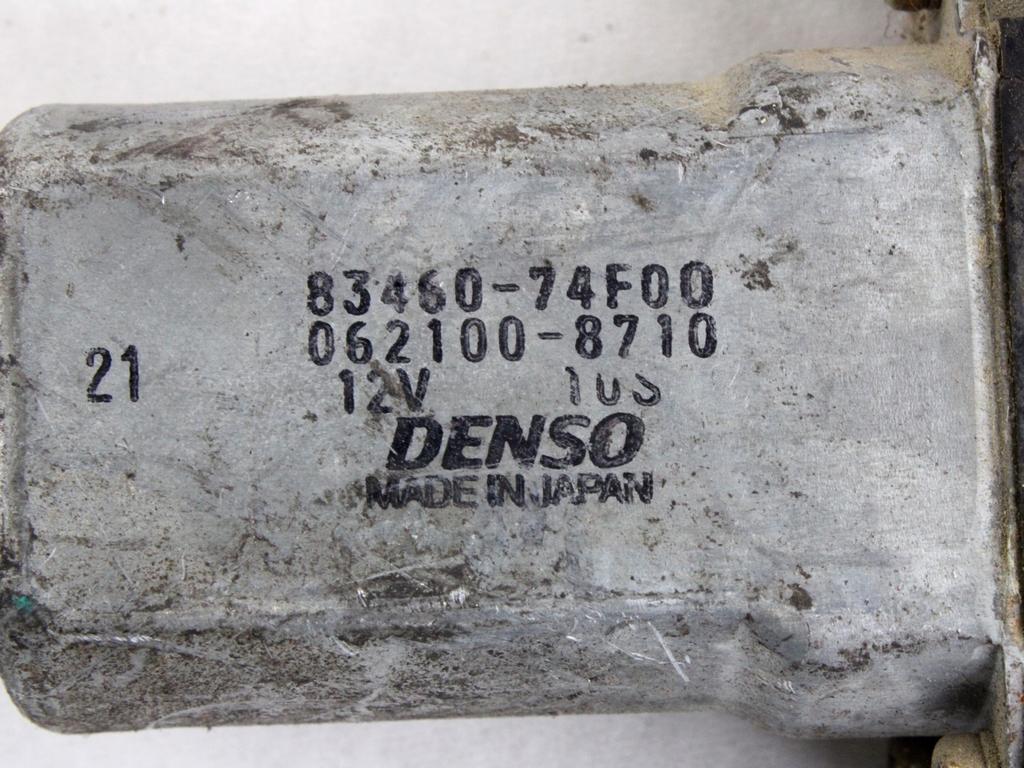 83460-74F00
062100-8710
21
12V
DENSO
MADE IN JAPAN